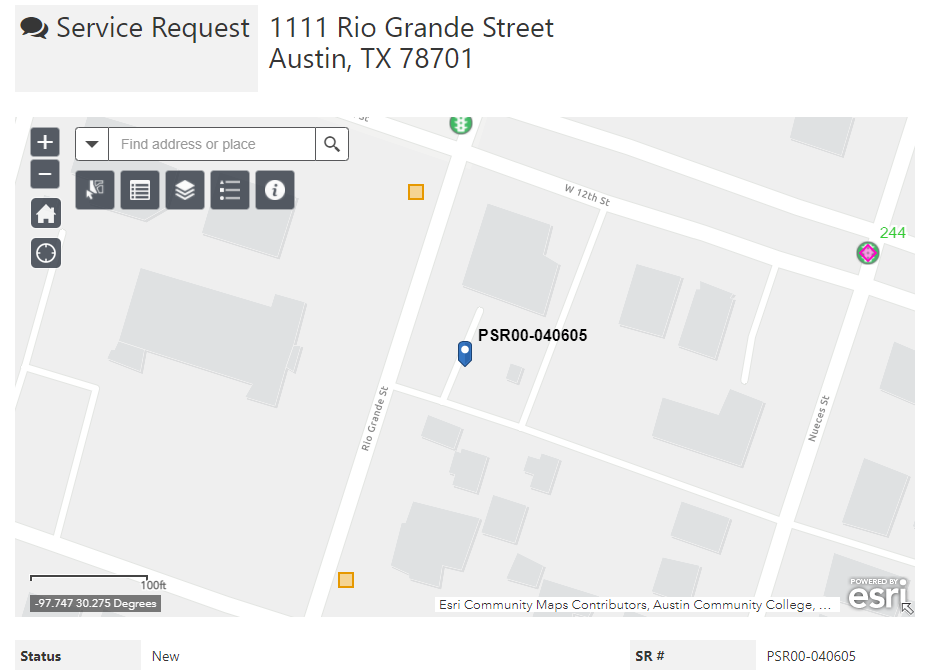 Service Request
1111 Rio Grande Street
Austin, TX 78701
St
+
Find address or place
−
W 12th St
244
PSR00-040605
Rio Grande St
Nueces St
100ft
-97.747 30.275 Degrees
POWERED BY
esri
Esri Community Maps Contributors, Austin Community College, ...
Status
New
SR #
PSR00-040605